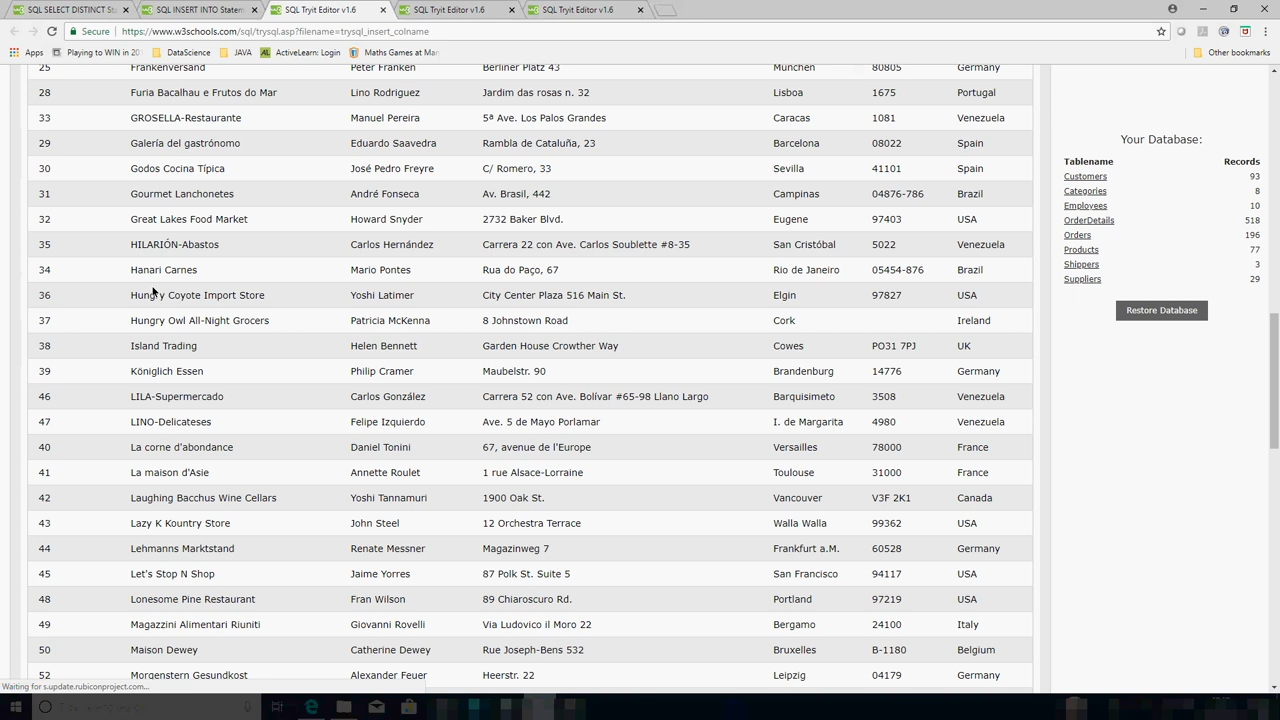 SQL SELECT DISTINCT St
SQL INSERT INTO Statem
SQL Tryit Editor v1.6
SQL Tryit Editor v1.6
SQL Tryit Editor v1.6
Secure https://www.w3schools.com/sql/trysql.asp?filename=trysql_insert_colname
Apps Playing to WIN in 20 DataScience JAVA ActiveLearn: Login Maths Games at Mar Other bookmarks
25 Frankenversand Peter Franken Berliner Platz 43 München 80805 Germany
28 Furia Bacalhau e Frutos do Mar Lino Rodriguez Jardim das rosas n. 32 Lisboa 1675 Portugal
33 GROSELLA-Restaurante Manuel Pereira 5ª Ave. Los Palos Grandes Caracas 1081 Venezuela
29 Galería del gastrónomo Eduardo Saavedra Rambla de Cataluña, 23 Barcelona 08022 Spain
30 Godos Cocina Típica José Pedro Freyre C/ Romero, 33 Sevilla 41101 Spain
31 Gourmet Lanchonetes André Fonseca Av. Brasil, 442 Campinas 04876-786 Brazil
32 Great Lakes Food Market Howard Snyder 2732 Baker Blvd. Eugene 97403 USA
35 HILARIÓN-Abastos Carlos Hernández Carrera 22 con Ave. Carlos Soublette #8-35 San Cristóbal 5022 Venezuela
34 Hanari Carnes Mario Pontes Rua do Paço, 67 Rio de Janeiro 05454-876 Brazil
36 Hungry Coyote Import Store Yoshi Latimer City Center Plaza 516 Main St. Elgin 97827 USA
37 Hungry Owl All-Night Grocers Patricia McKenna 8 Johnstown Road Cork Ireland
38 Island Trading Helen Bennett Garden House Crowther Way Cowes PO31 7PJ UK
39 Königlich Essen Philip Cramer Maubelstr. 90 Brandenburg 14776 Germany
46 LILA-Supermercado Carlos González Carrera 52 con Ave. Bolívar #65-98 Llano Largo Barquisimeto 3508 Venezuela
47 LINO-Delicateses Felipe Izquierdo Ave. 5 de Mayo Porlamar I. de Margarita 4980 Venezuela
40 La corne d'abondance Daniel Tonini 67, avenue de l'Europe Versailles 78000 France
41 La maison d'Asie Annette Roulet 1 rue Alsace-Lorraine Toulouse 31000 France
42 Laughing Bacchus Wine Cellars Yoshi Tannamuri 1900 Oak St. Vancouver V3F 2K1 Canada
43 Lazy K Kountry Store John Steel 12 Orchestra Terrace Walla Walla 99362 USA
44 Lehmanns Marktstand Renate Messner Magazinweg 7 Frankfurt a.M. 60528 Germany
45 Let's Stop N Shop Jaime Yorres 87 Polk St. Suite 5 San Francisco 94117 USA
48 Lonesome Pine Restaurant Fran Wilson 89 Chiaroscuro Rd. Portland 97219 USA
49 Magazzini Alimentari Riuniti Giovanni Rovelli Via Ludovico il Moro 22 Bergamo 24100 Italy
50 Maison Dewey Catherine Dewey Rue Joseph-Bens 532 Bruxelles B-1180 Belgium
52 Morgenstern Gesundkost Alexander Feuer Heerstr. 22 Leipzig 04179 Germany
Your Database:
Tablename Records
Customers 93
Categories 8
Employees 10
OrderDetails 518
Orders 196
Products 77
Shippers 3
Suppliers 29
Restore Database
Waiting for s.update.rubiconproject.com...